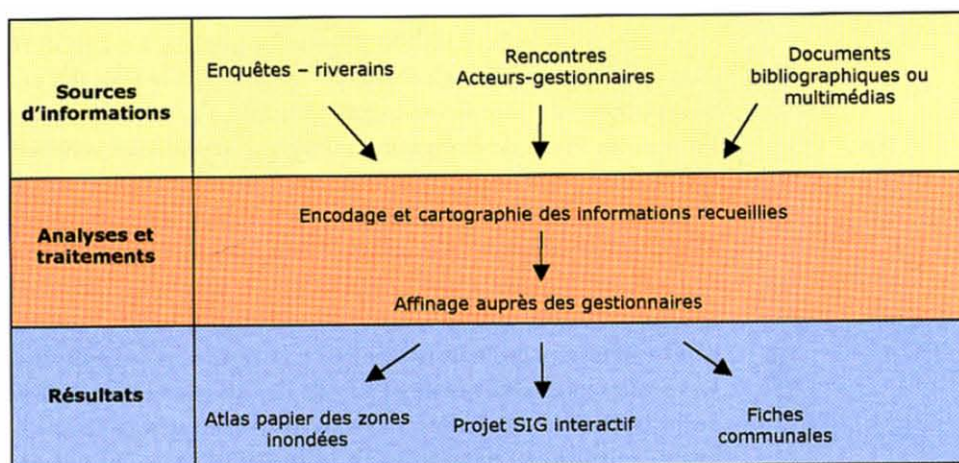 Sources
d'informations
Enquêtes – riverains
Rencontres
Acteurs-gestionnaires
Documents
bibliographiques ou
multimédias
Analyses et
traitements
Encodage et cartographie des informations recueillies
Affinage auprès des gestionnaires
Résultats
Atlas papier des zones
inondées
Projet SIG interactif
Fiches
communales